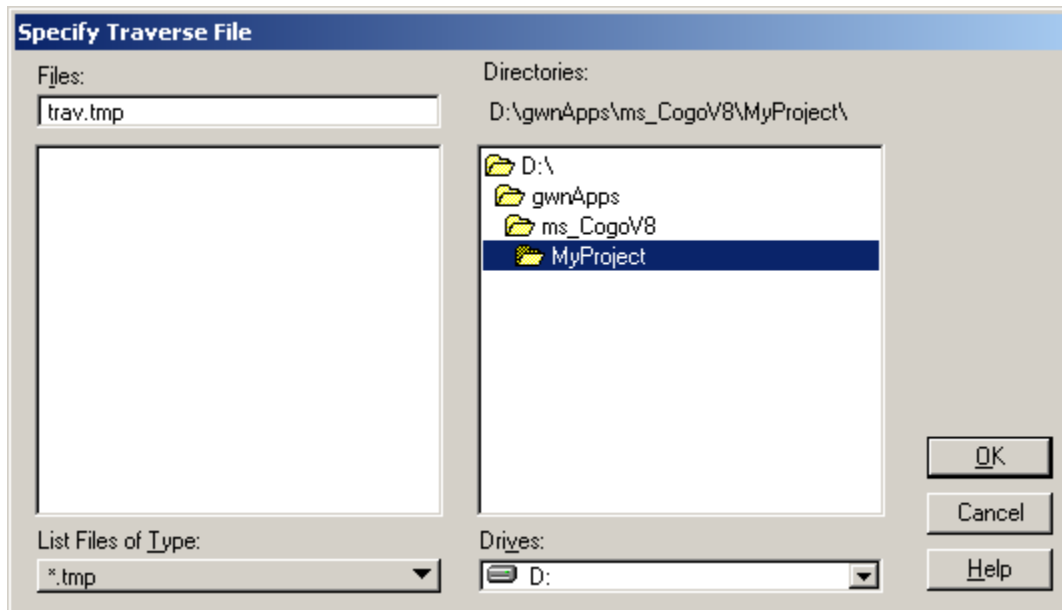 Specify Traverse File
Files:
trav.tmp
Directories:
D:\gwnApps\ms_CogoV8\MyProject\
D:\
gwnApps
ms_CogoV8
MyProject
OK
Cancel
Help
List Files of Type:
*.tmp
Drives:
D: